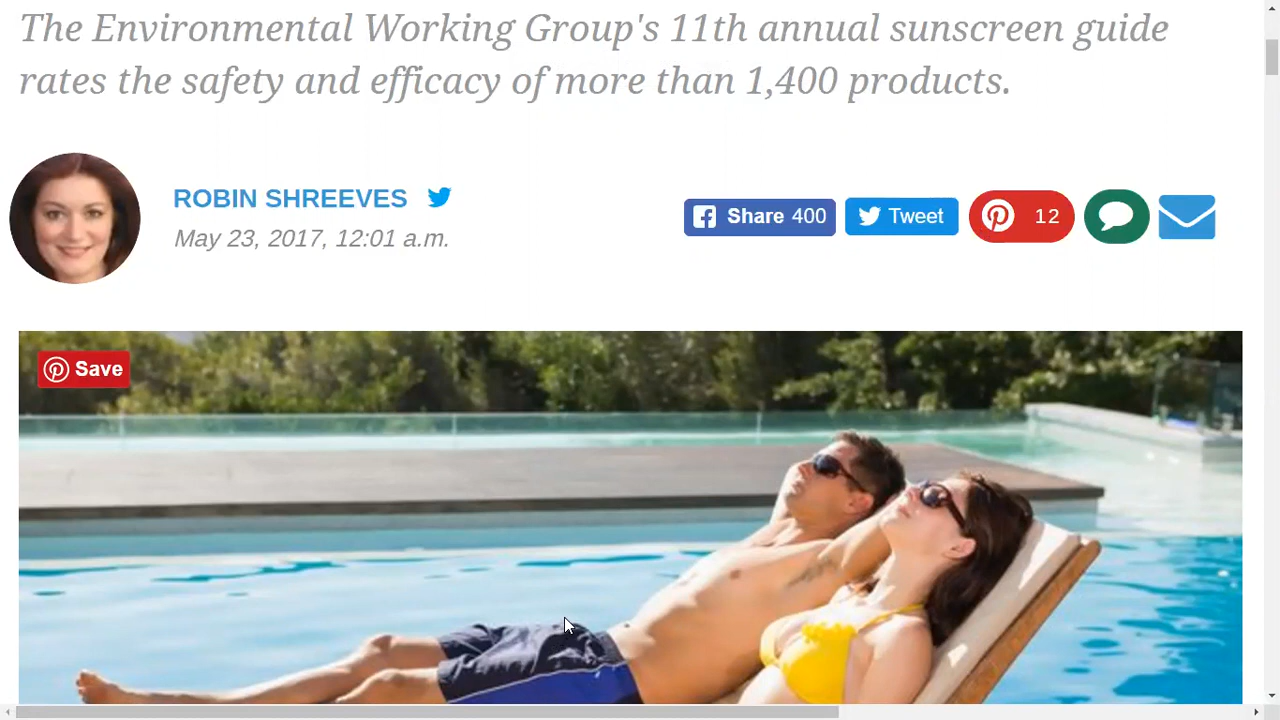 The Environmental Working Group's 11th annual sunscreen guide
rates the safety and efficacy of more than 1,400 products.
ROBIN SHREEVES
May 23, 2017, 12:01 a.m.
Share 400
Tweet
12
Save